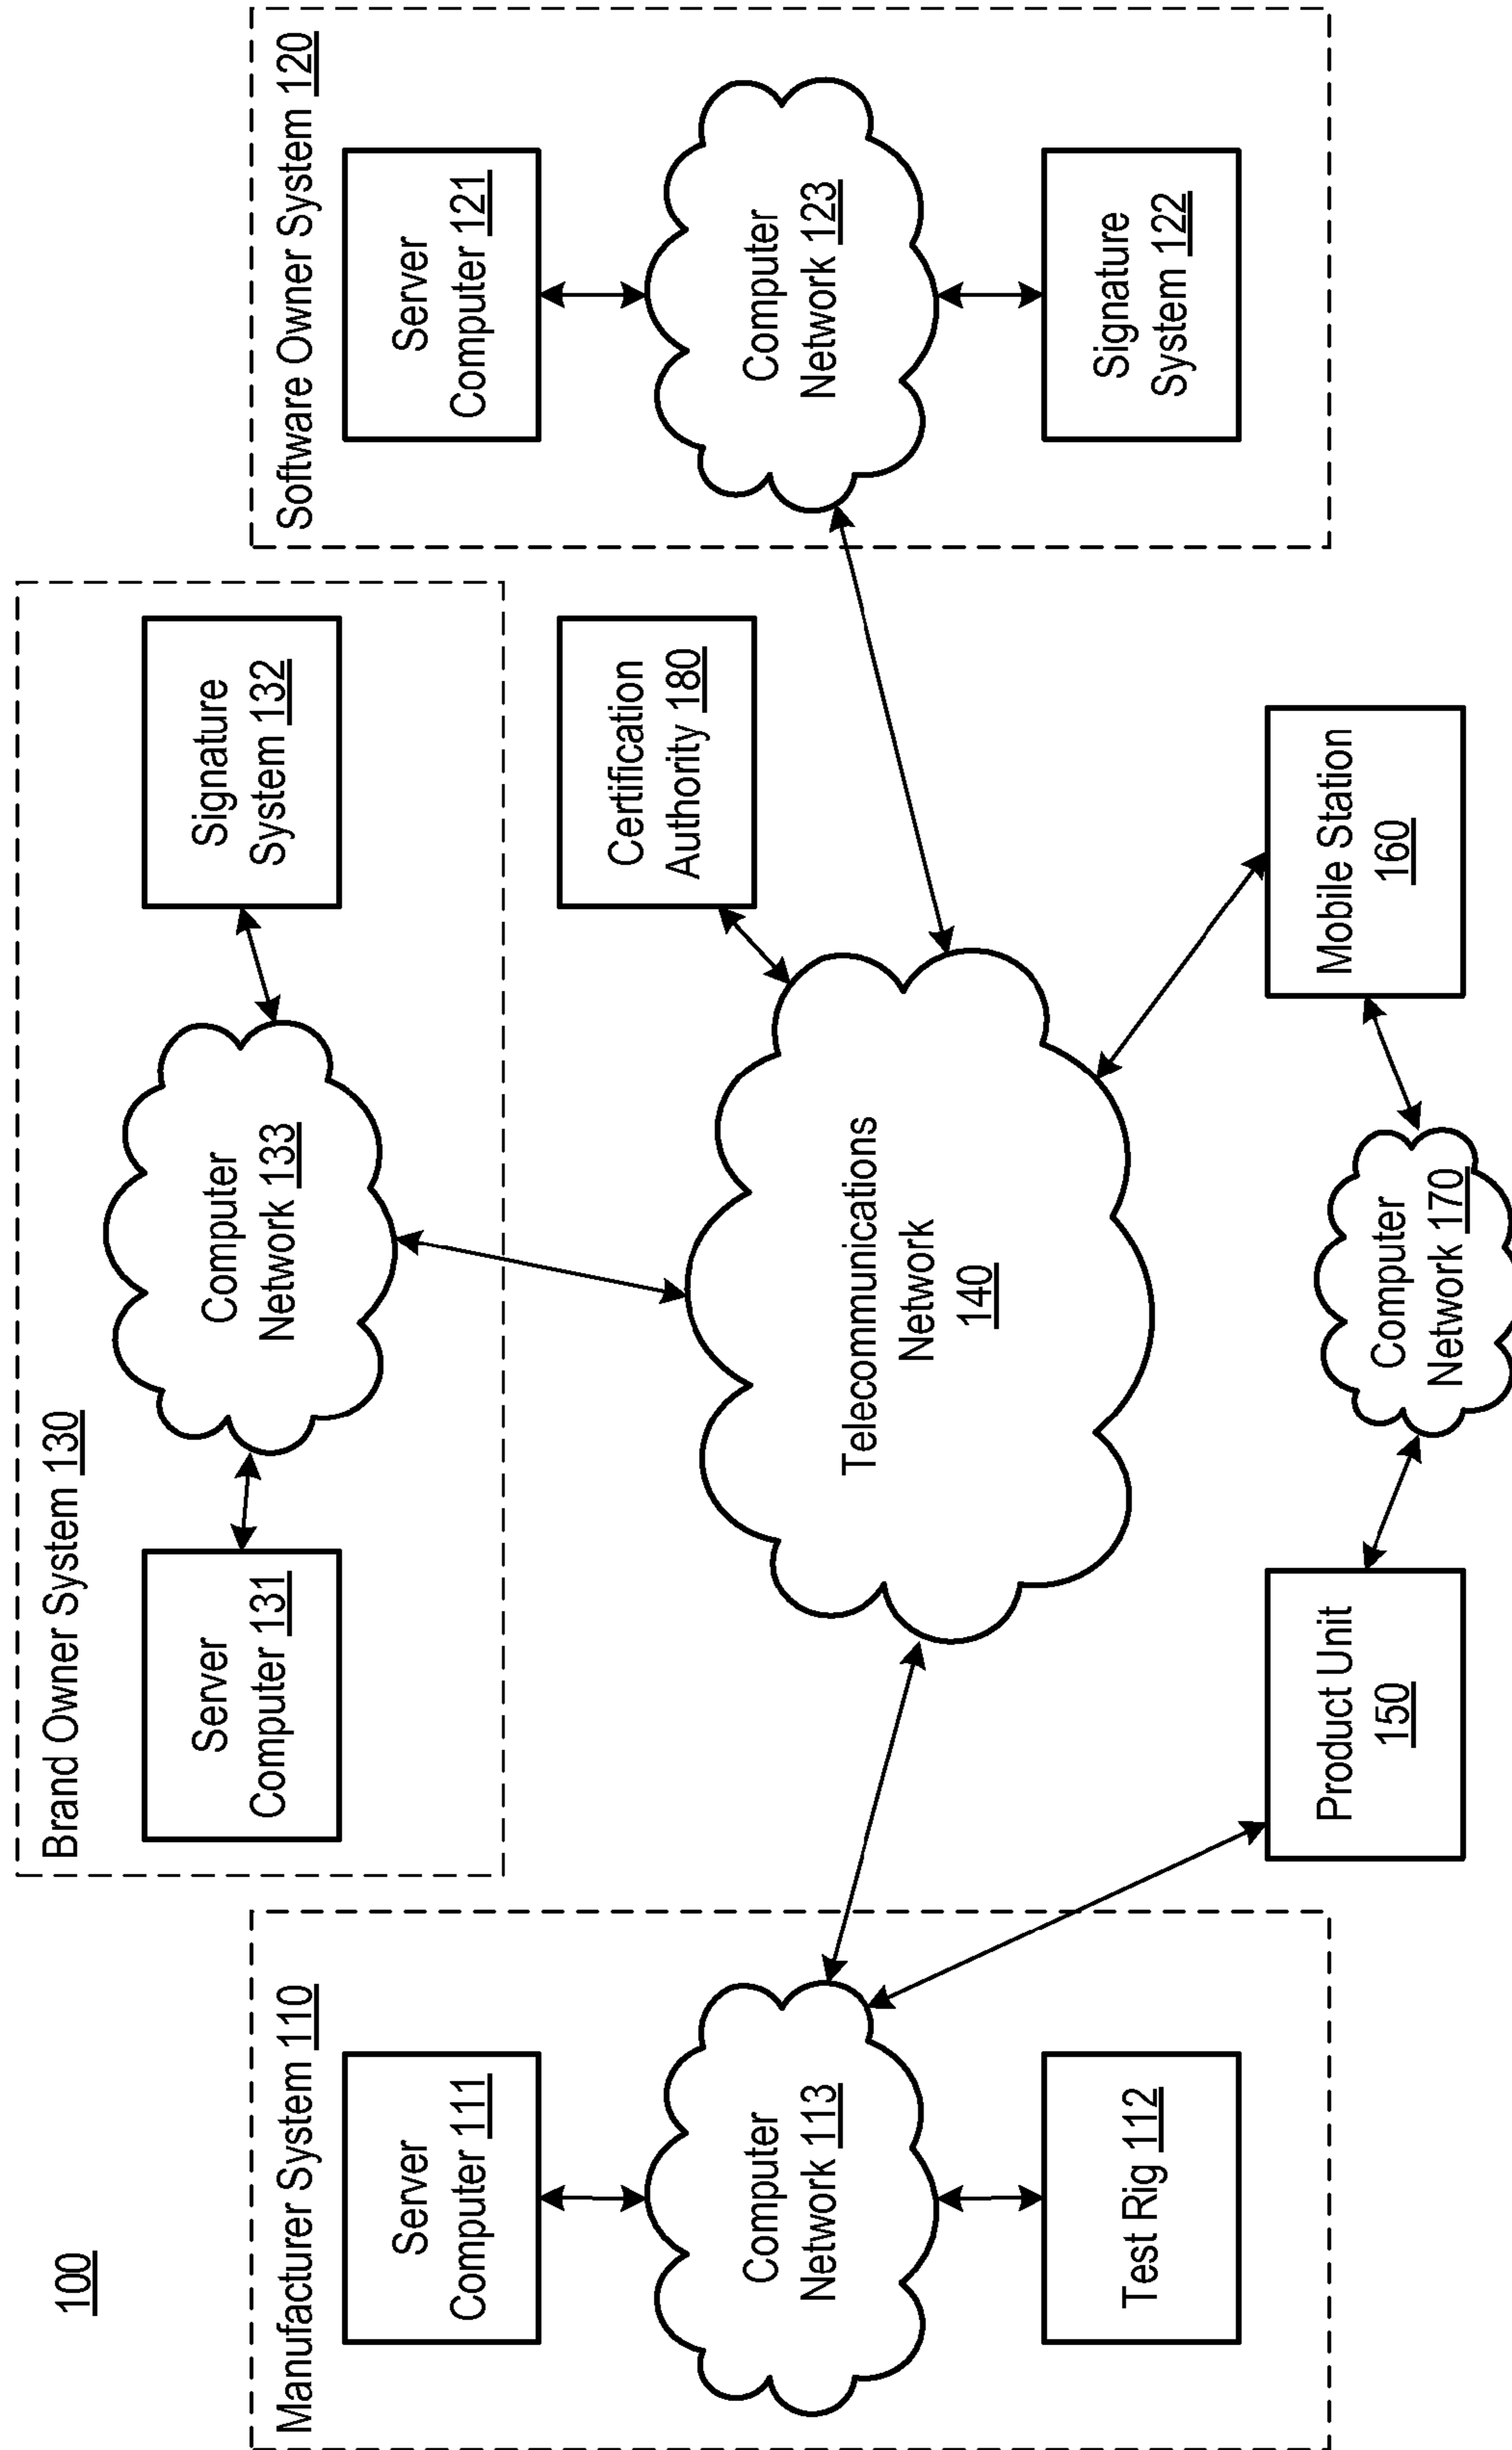 100
Manufacturer System 110
Server
Computer 111
Computer
Network 113
Test Rig 112
Brand Owner System 130
Server
Computer 131
Computer
Network 133
Signature
System 132
Software Owner System 120
Server
Computer 121
Computer
Network 123
Signature
System 122
Certification
Authority 180
Telecommunications
Network
140
Product Unit
150
Computer
Network 170
Mobile Station
160